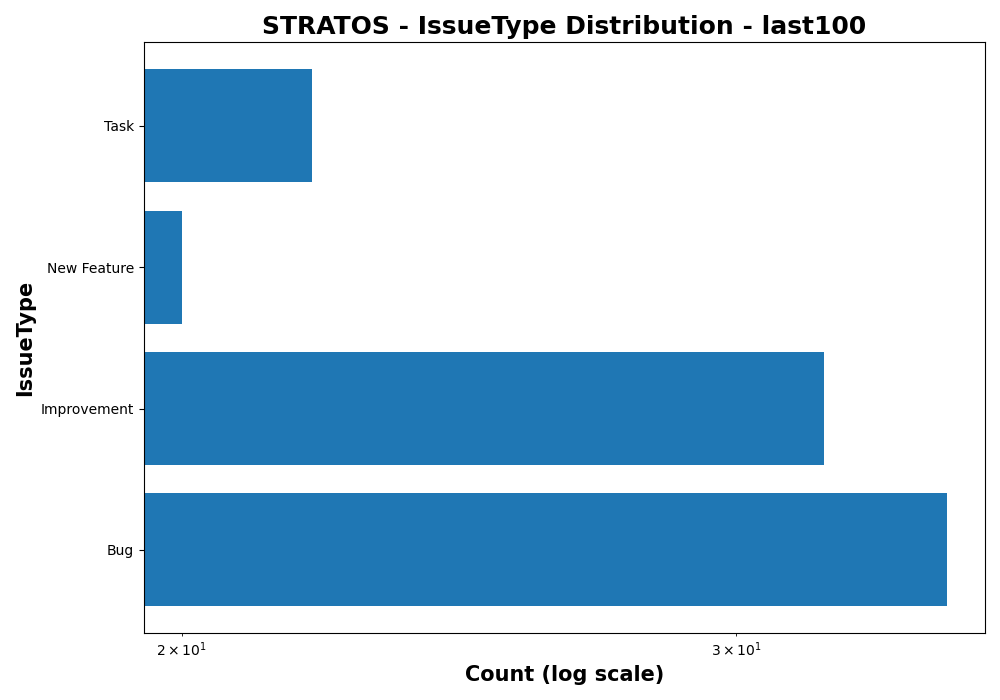 STRATOS - IssueType Distribution - last100
Task
New Feature
Improvement
Bug
IssueType
2 × 10¹
3 × 10¹
Count (log scale)